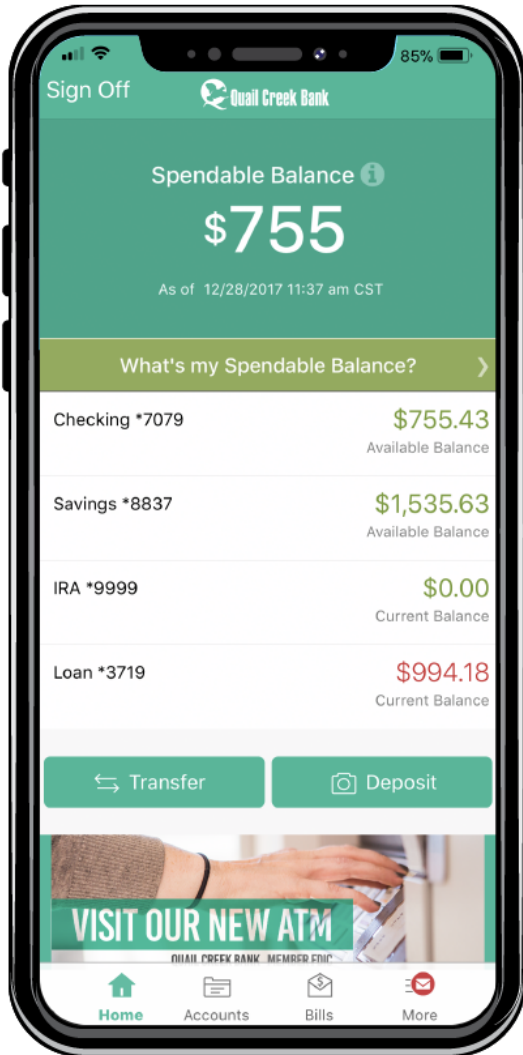 85%
Sign Off
Quail Creek Bank
Spendable Balance
$755
As of 12/28/2017 11:37 am CST
What's my Spendable Balance?
Checking *7079
$755.43
Available Balance
Savings *8837
$1,535.63
Available Balance
IRA *9999
$0.00
Current Balance
Loan *3719
$994.18
Current Balance
Transfer
Deposit
VISIT OUR NEW ATM
QUAIL CREEK BANK MEMBER FDIC
Home
Accounts
Bills
More